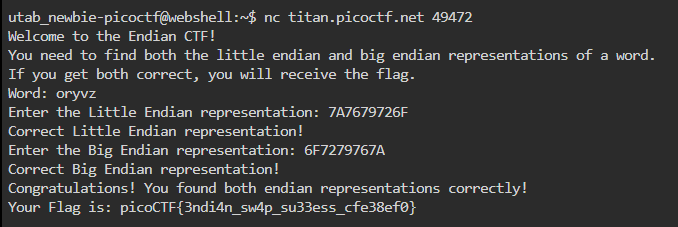 utab_newbie-picoctf@webshell:~$ nc titan.picoctf.net 49472
Welcome to the Endian CTF!
You need to find both the little endian and big endian representations of a word.
If you get both correct, you will receive the flag.
Word: oryvz
Enter the Little Endian representation: 7A7679726F
Correct Little Endian representation!
Enter the Big Endian representation: 6F7279767A
Correct Big Endian representation!
Congratulations! You found both endian representations correctly!
Your Flag is: picoCTF{3ndi4n_sw4p_su33ess_cfe38ef0}